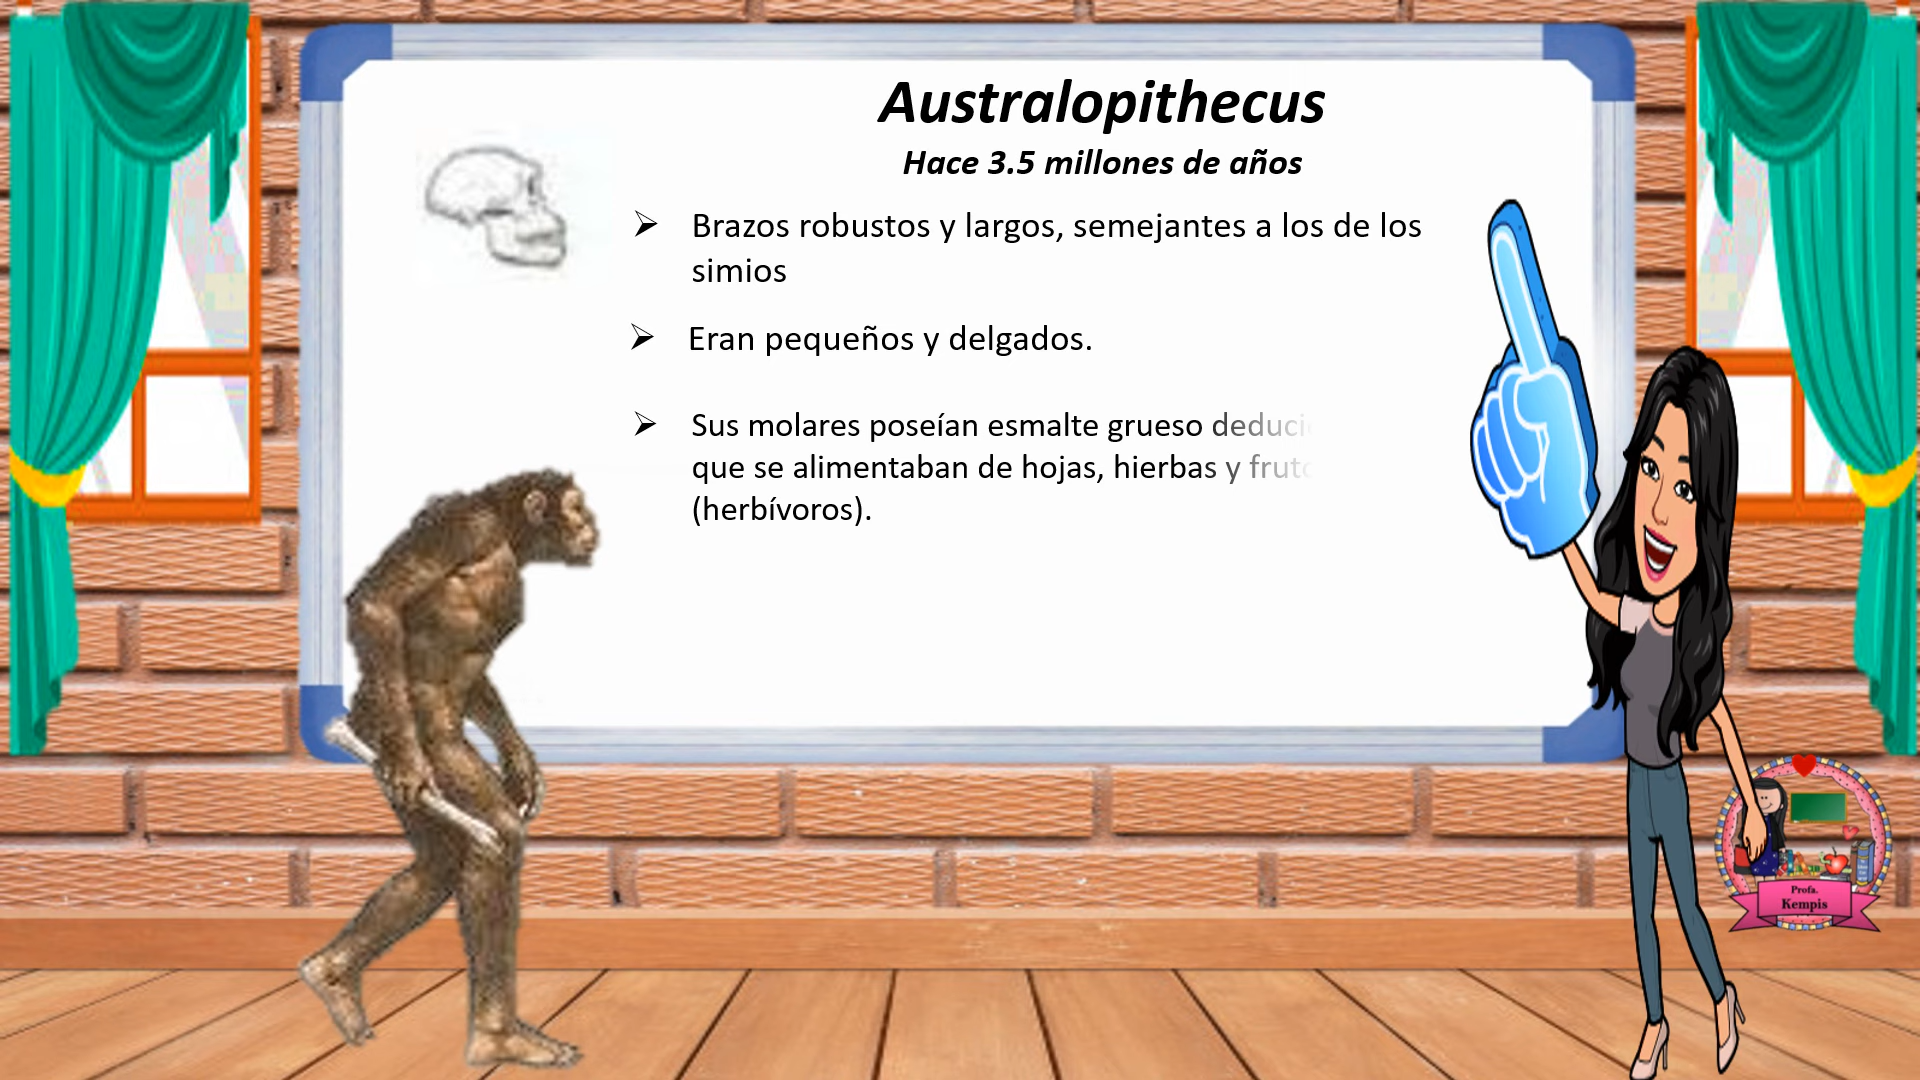 Australopithecus
Hace 3.5 millones de años
➢ Brazos robustos y largos, semejantes a los de los
simios
➢ Eran pequeños y delgados.
➢ Sus molares poseían esmalte grueso
que se alimentaban de hojas, hierbas y
(herbívoros).
Profa.
Kempis